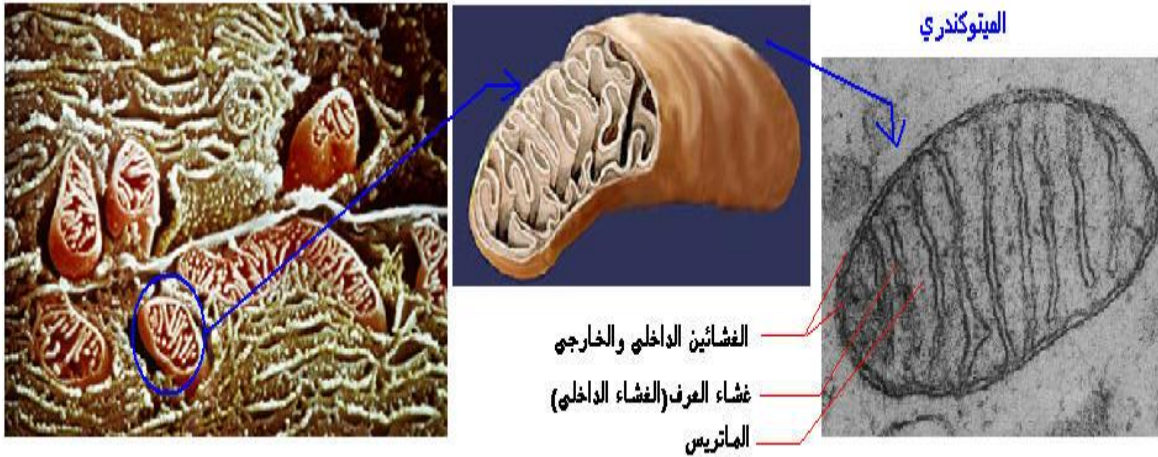 الميتوكندري
الغشائين الداخلي والخارجي
غشاء العرف(الغشاء الداخلي)
الماتريس